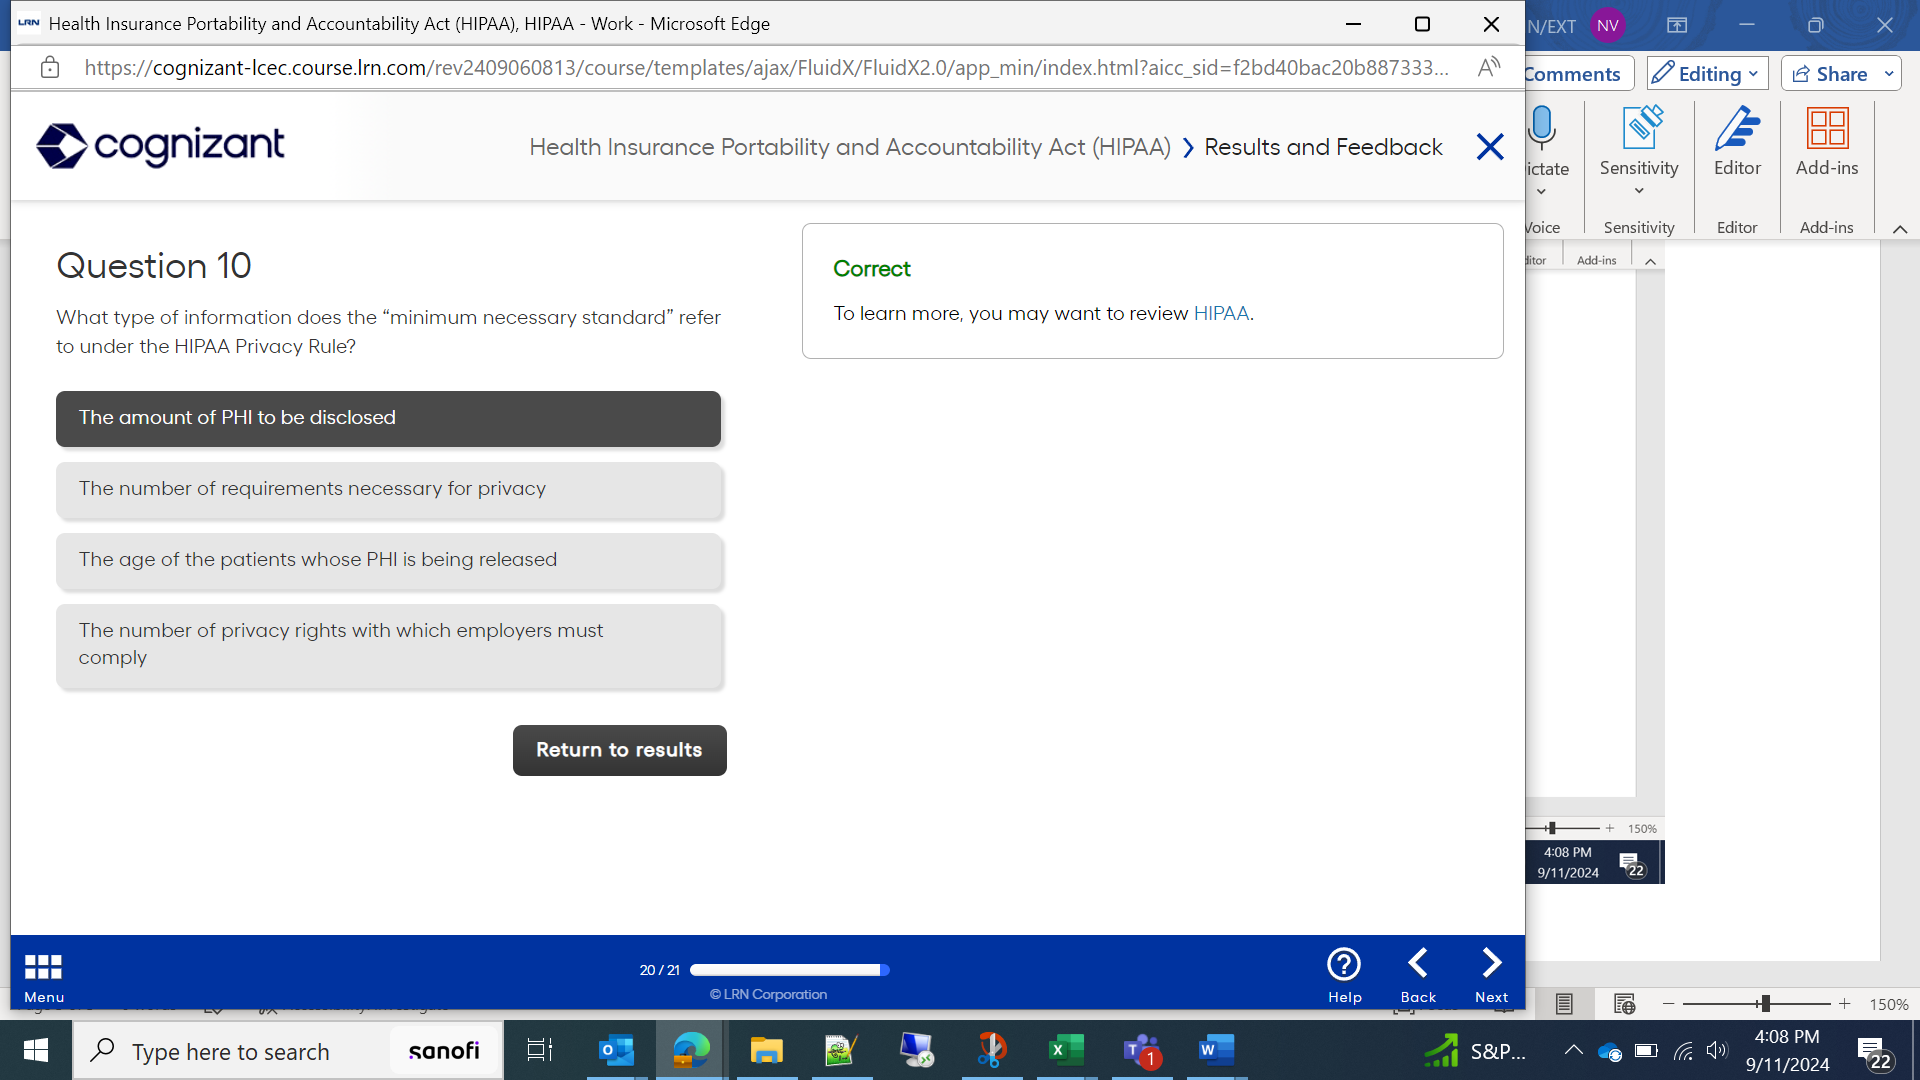 LRN Health Insurance Portability and Accountability Act (HIPAA), HIPAA - Work - Microsoft Edge
N/EXT NV
https://cognizant-lcec.course.lrn.com/rev2409060813/course/templates/ajax/FluidX/FluidX2.0/app_min/index.html?aicc_sid=f2bd40bac20b887333...
Comments Editing Share
cognizant
Health Insurance Portability and Accountability Act (HIPAA) Results and Feedback
Dictate Sensitivity Editor Add-ins
Voice Sensitivity Editor Add-ins
ditor Add-ins
Question 10
What type of information does the “minimum necessary standard” refer
to under the HIPAA Privacy Rule?
The amount of PHI to be disclosed
The number of requirements necessary for privacy
The age of the patients whose PHI is being released
The number of privacy rights with which employers must
comply
Return to results
Correct
To learn more, you may want to review HIPAA.
150%
4:08 PM
9/11/2024 22
Menu
20 / 21
© LRN Corporation
Help Back Next
150%
Type here to search sanofi
1
S&P...
4:08 PM
9/11/2024
22